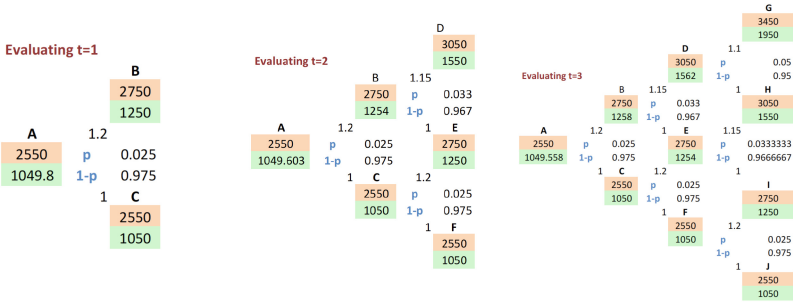 Evaluating t=1
B
2750
1250
A 1.2
2550 p 0.025
1049.8 1-p 0.975
1 C
2550
1050
Evaluating t=2
D
3050
1550
B 1.15
2750 p 0.033
1254 1-p 0.967
A 1.2 1 E
2550 p 0.025 2750
1049.603 1-p 0.975 1250
1 C 1.2
2550 p 0.025
1050 1-p 0.975
1 F
2550
1050
Evaluating t=3
G
3450
1950
D 1.1
3050 p 0.05
1562 1-p 0.95
B 1.15 1 H
2750 p 0.033 3050
1258 1-p 0.967 1550
A 1.2 1 E 1.15
2550 p 0.025 2750 p 0.0333333
1049.558 1-p 0.975 1254 1-p 0.9666667
1 C 1.2 1
2550 p 0.025 I
1050 1-p 0.975 2750
1 F 1250
2550 1.2
1050 p 0.025
1-p 0.975
1 J
2550
1050